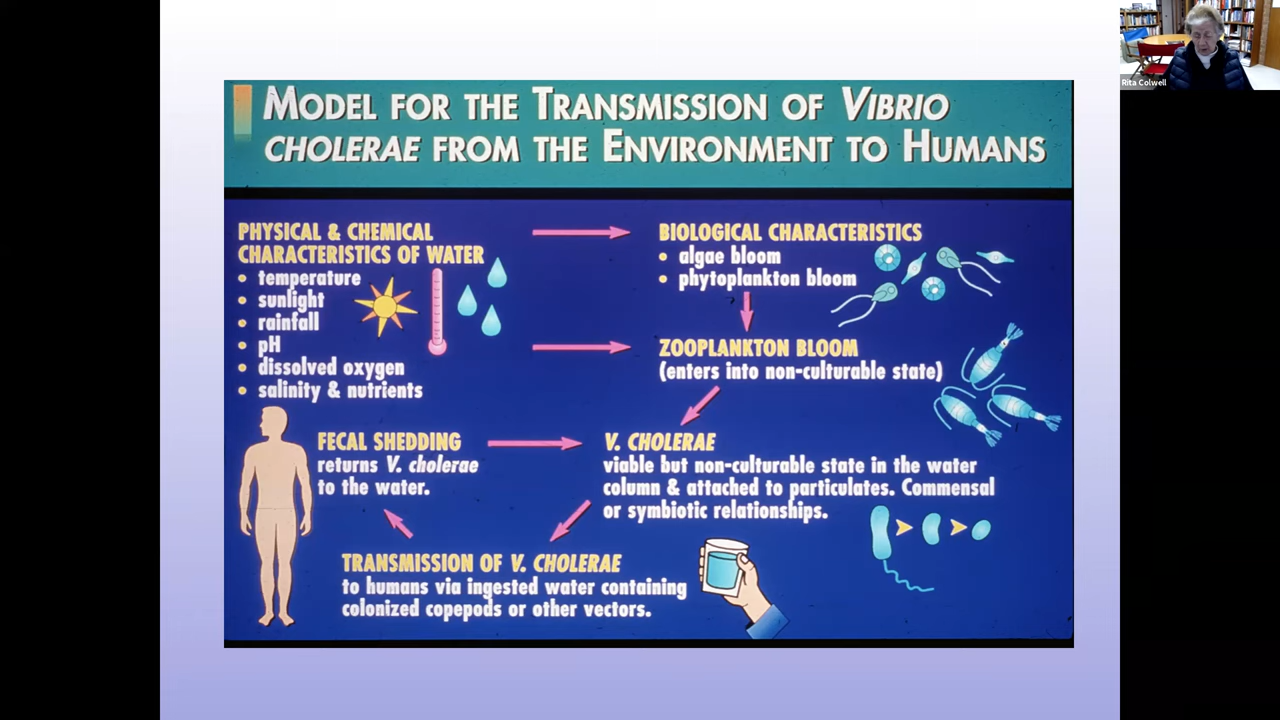 MODEL FOR THE TRANSMISSION OF VIBRIO
CHOLERAE FROM THE ENVIRONMENT TO HUMANS
PHYSICAL & CHEMICAL
CHARACTERISTICS OF WATER
• temperature
• sunlight
• rainfall
• pH
• dissolved oxygen
• salinity & nutrients
BIOLOGICAL CHARACTERISTICS
• algae bloom
• phytoplankton bloom
ZOOPLANKTON BLOOM
(enters into non-culturable state)
FECAL SHEDDING
returns V. cholerae
to the water.
V. CHOLERAE
viable but non-culturable state in the water
column & attached to particulates. Commensal
or symbiotic relationships.
TRANSMISSION OF V. CHOLERAE
to humans via ingested water containing
colonized copepods or other vectors.
Rita Colwell